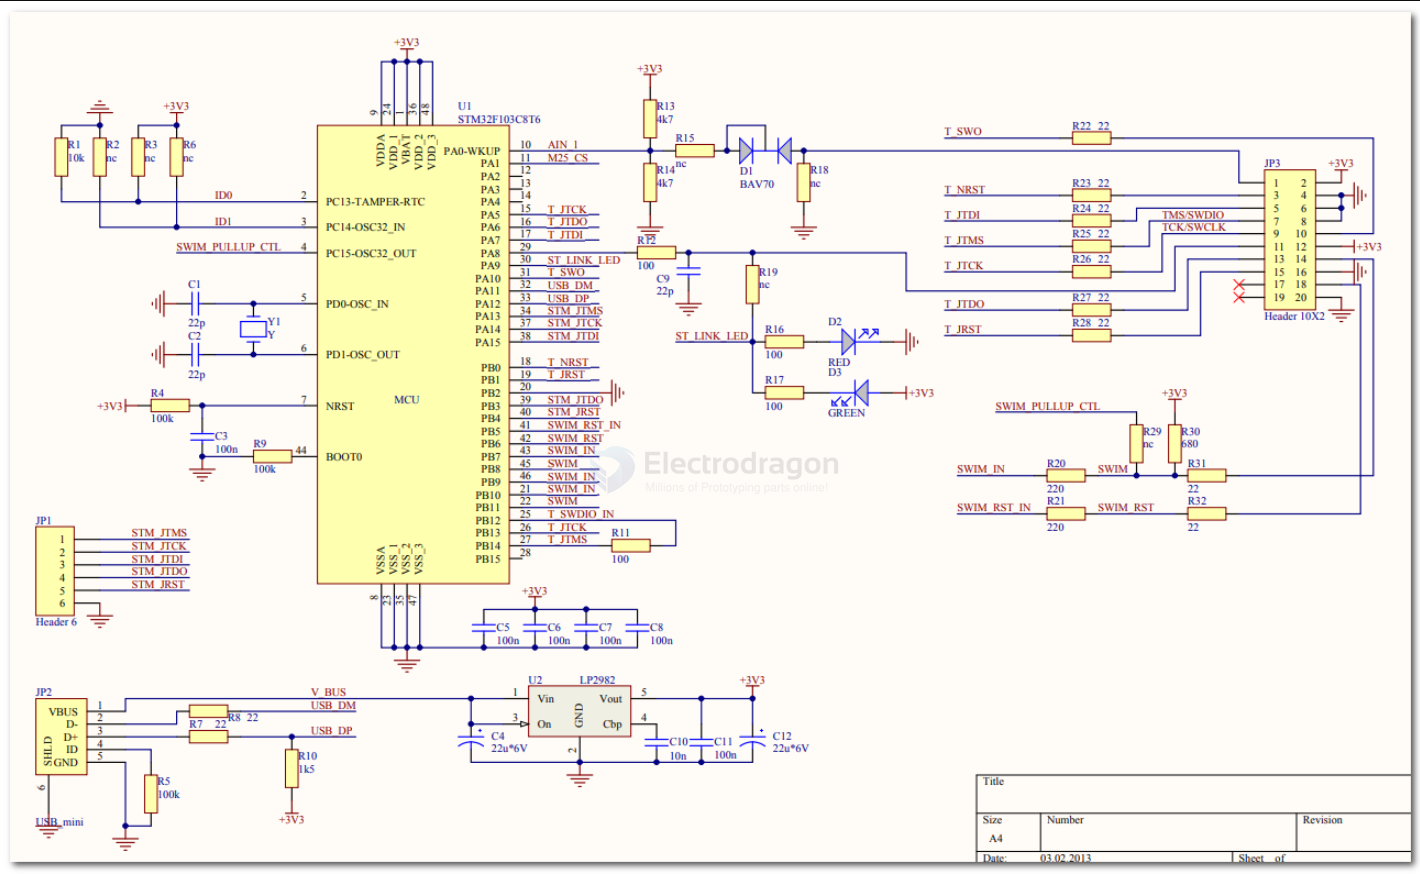 +3V3
U1
STM32F103C8T6
9 24 1 36 48
VDDA VDD_1 VBAT VDD_2 VDD_3
+3V3
R1 10k
R2 nc
R3 nc
R6 nc
ID0 2 PC13-TAMPER-RTC
ID1 3 PC14-OSC32_IN
SWIM_PULLUP_CTL 4 PC15-OSC32_OUT
C1 22p
5 PD0-OSC_IN
Y1 Y
C2 22p
6 PD1-OSC_OUT
+3V3 R4 100k
7 NRST
MCU
C3 100n
R9 100k
44 BOOT0
PA0-WKUP 10 AIN_1
PA1 11 M25_CS
PA2 12
PA3 13
PA4 14
PA5 15 T_JTCK
PA6 16 T_JTDO
PA7 17 T_JTDI
PA8 29
PA9 30 ST_LINK_LED
PA10 31 T_SWO
PA11 32 USB_DM
PA12 33 USB_DP
PA13 34 STM_JTMS
PA14 37 STM_JTCK
PA15 38 STM_JTDI
PB0 18 T_NRST
PB1 19 T_JRST
PB2 20
PB3 39 STM_JTDO
PB4 40 STM_JRST
PB5 41 SWIM_RST_IN
PB6 42 SWIM_RST
PB7 43 SWIM_IN
PB8 45 SWIM
PB9 46 SWIM_IN
PB10 21 SWIM_IN
PB11 22 SWIM
PB12 25 T_SWDIO_IN
PB13 26 T_JTCK
PB14 27 T_JTMS
PB15 28
R11 100
VSSA VSS_1 VSS_2 VSS_3
8 23 35 47
+3V3
R13 4k7
R14 4k7
R15 nc
D1 BAV70
R18 nc
R12 100
C9 22p
R19 nc
ST_LINK_LED
R16 100
D2 RED
R17 100
D3 GREEN
+3V3
Electrodragon
Millions of Prototyping parts online!
T_SWO R22 22
T_NRST R23 22
T_JTDI R24 22
T_JTMS R25 22
T_JTCK R26 22
T_JTDO R27 22
T_JRST R28 22
TMS/SWDIO
TCK/SWCLK
JP3 +3V3
1 2
3 4
5 6
7 8
9 10
11 12 +3V3
13 14
15 16
17 18
19 20
Header 10X2
SWIM_PULLUP_CTL +3V3
R29 nc
R30 680
SWIM_IN R20 220 SWIM R31 22
SWIM_RST_IN R21 220 SWIM_RST R32 22
JP1
1 STM_JTMS
2 STM_JTCK
3 STM_JTDI
4 STM_JTDO
5 STM_JRST
6
Header 6
+3V3
C5 100n
C6 100n
C7 100n
C8 100n
JP2
VBUS 1 V_BUS
D- 2 R8 22 USB_DM
D+ 3 R7 22 USB_DP
ID 4
GND 5
SHLD 6
USB_mini
R5 100k
R10 1k5
+3V3
U2 LP2982
1 Vin Vout 5
3 On Cbp 4
GND 2
C4 22u*6V
C10 10n
C11 100n
C12 22u*6V
+3V3
Title
Size A4
Number
Revision
Date: 03.02.2013
Sheet of